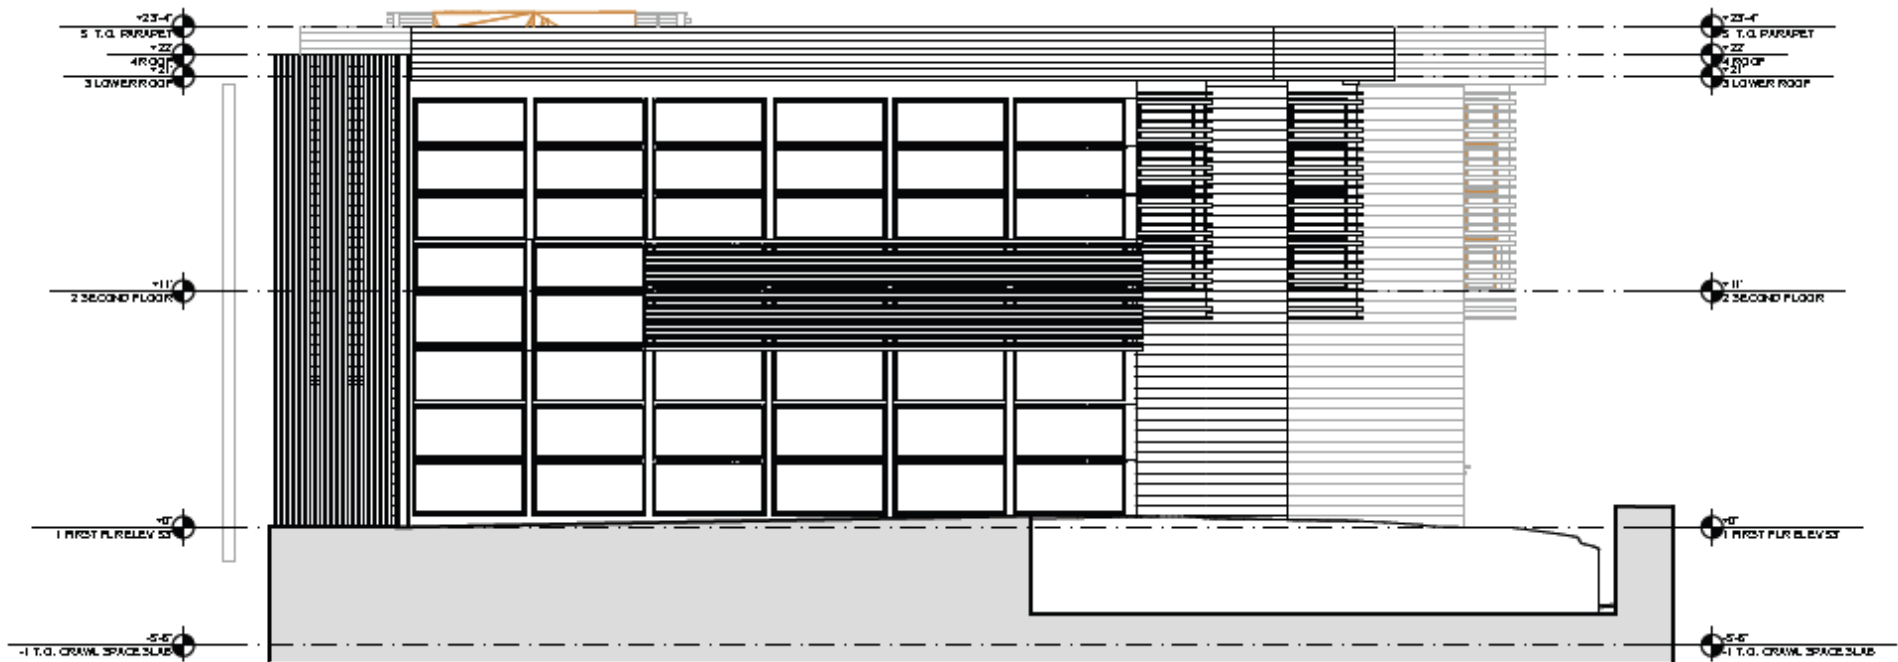 +23'-4"
5 T.O. PARAPET
+22'
4 ROOF
+21'
3 LOWER ROOF
+11'
2 SECOND FLOOR
+0'
1 FIRST FLR ELEV 53'
-5'-6"
-1 T.O. CRAWL SPACE SLAB
+23'-4"
5 T.O. PARAPET
+22'
4 ROOF
+21'
3 LOWER ROOF
+11'
2 SECOND FLOOR
+0'
1 FIRST FLR ELEV 53'
-5'-6"
-1 T.O. CRAWL SPACE SLAB